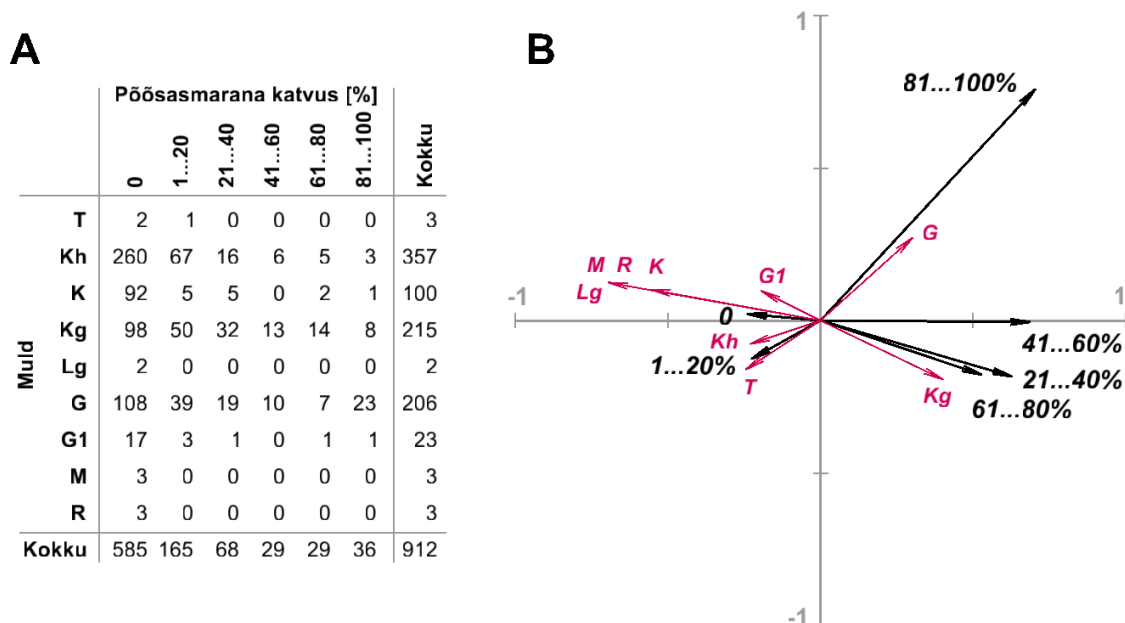 A
Põõsasmarana katvus [%]
0 1...20 21...40 41...60 61...80 81...100 Kokku
Muld
T 2 1 0 0 0 0 3
Kh 260 67 16 6 5 3 357
K 92 5 5 0 2 1 100
Kg 98 50 32 13 14 8 215
Lg 2 0 0 0 0 0 2
G 108 39 19 10 7 23 206
G1 17 3 1 0 1 1 23
M 3 0 0 0 0 0 3
R 3 0 0 0 0 0 3
Kokku 585 165 68 29 29 36 912
B
1
81...100%
G
M R K
G1
Lg
-1
1
0
Kh
41...60%
1...20%
T
Kg
21...40%
61...80%
-1